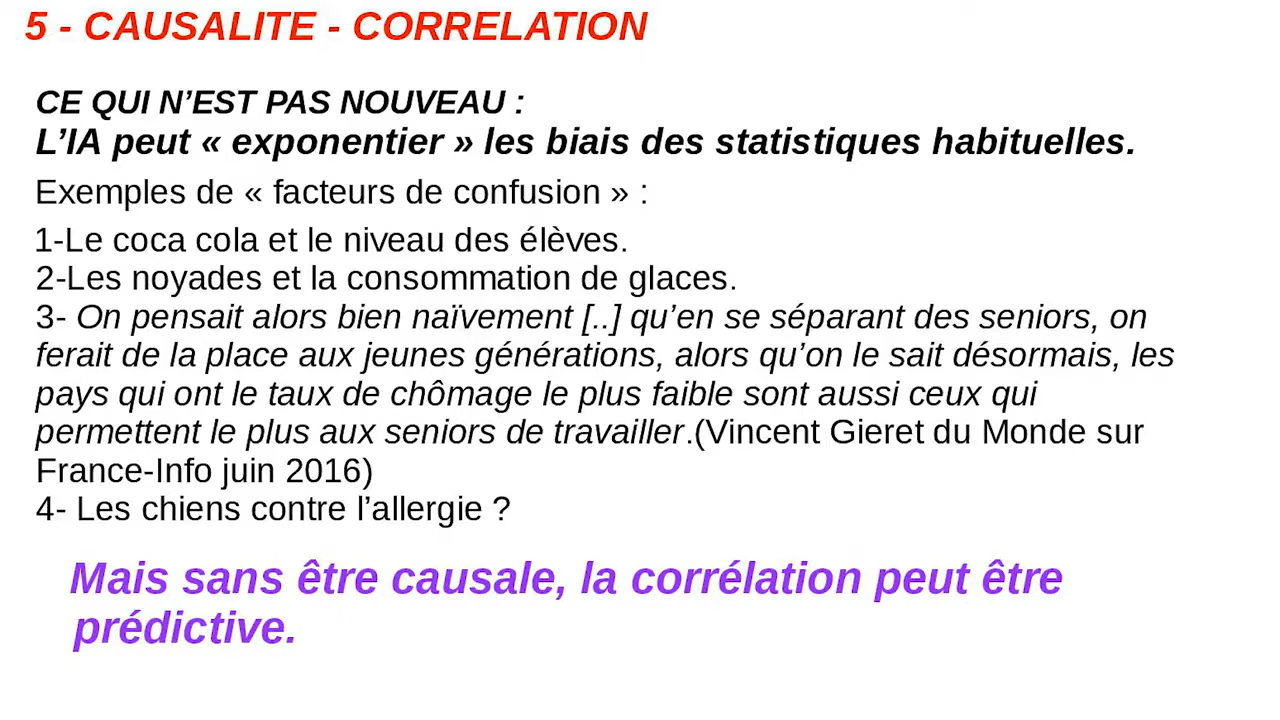 5 - CAUSALITE - CORRELATION
CE QUI N’EST PAS NOUVEAU :
L’IA peut « exponentier » les biais des statistiques habituelles.
Exemples de « facteurs de confusion » :
1-Le coca cola et le niveau des élèves.
2-Les noyades et la consommation de glaces.
3- On pensait alors bien naïvement [..] qu’en se séparant des seniors, on
ferait de la place aux jeunes générations, alors qu’on le sait désormais, les
pays qui ont le taux de chômage le plus faible sont aussi ceux qui
permettent le plus aux seniors de travailler.(Vincent Gieret du Monde sur
France-Info juin 2016)
4- Les chiens contre l’allergie ?
Mais sans être causale, la corrélation peut être
prédictive.